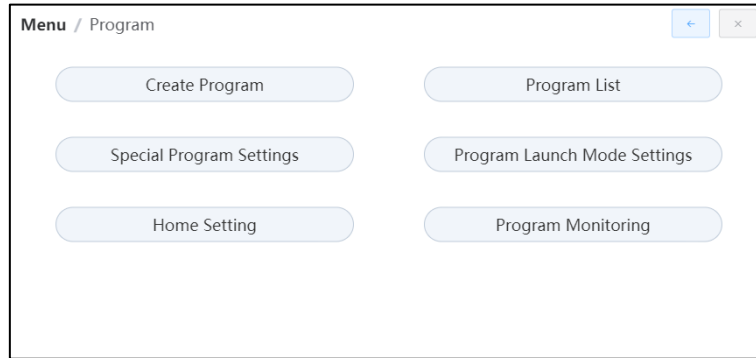 Menu / Program
Create Program
Program List
Special Program Settings
Program Launch Mode Settings
Home Setting
Program Monitoring